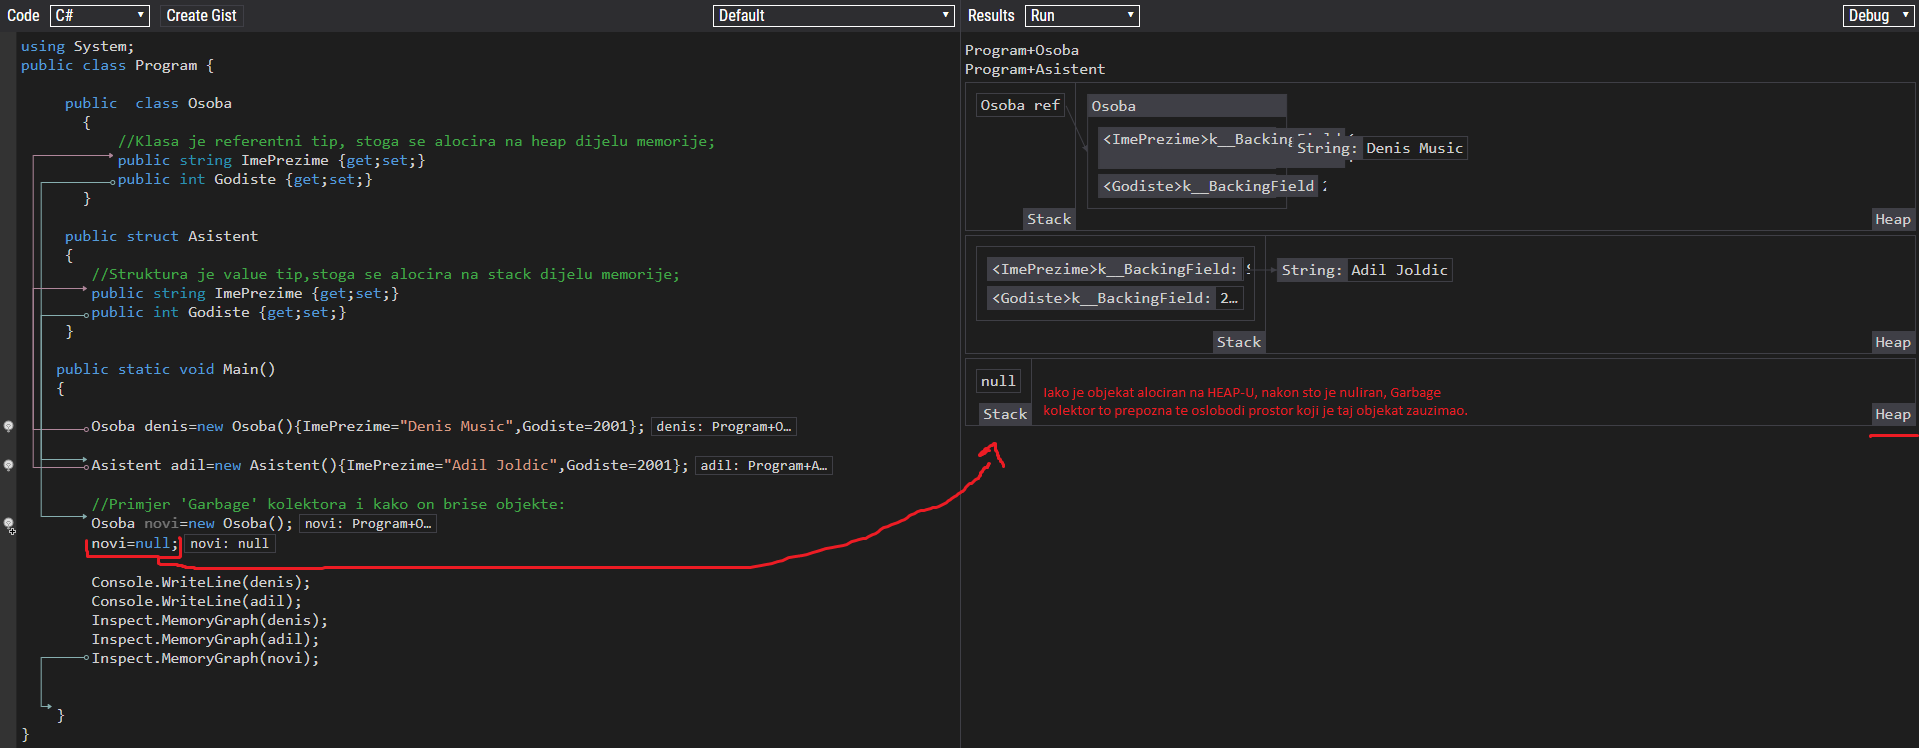 Code C# Create Gist Default
using System;
public class Program {
public  class Osoba
{
//Klasa je referentni tip, stoga se alocira na heap dijelu memorije;
public string ImePrezime {get;set;}
public int Godiste {get;set;}
}
public struct Asistent
{
//Struktura je value tip,stoga se alocira na stack dijelu memorije;
public string ImePrezime {get;set;}
public int Godiste {get;set;}
}
public static void Main()
{
Osoba denis=new Osoba(){ImePrezime="Denis Music",Godiste=2001}; denis: Program+O…
Asistent adil=new Asistent(){ImePrezime="Adil Joldic",Godiste=2001}; adil: Program+A…
//Primjer 'Garbage' kolektora i kako on brise objekte:
Osoba novi=new Osoba(); novi: Program+O…
novi=null; novi: null
Console.WriteLine(denis);
Console.WriteLine(adil);
Inspect.MemoryGraph(denis);
Inspect.MemoryGraph(adil);
Inspect.MemoryGraph(novi);
}
}
Results Run Debug
Program+Osoba
Program+Asistent
Osoba ref
Osoba
<ImePrezime>k__BackingField
String: Denis Music
<Godiste>k__BackingField
Stack
Heap
<ImePrezime>k__BackingField:
String: Adil Joldic
<Godiste>k__BackingField: 2…
Stack
Heap
null
Iako je objekat alociran na HEAP-U, nakon sto je nuliran, Garbage
kolektor to prepozna te oslobodi prostor koji je taj objekat zauzimao.
Stack
Heap